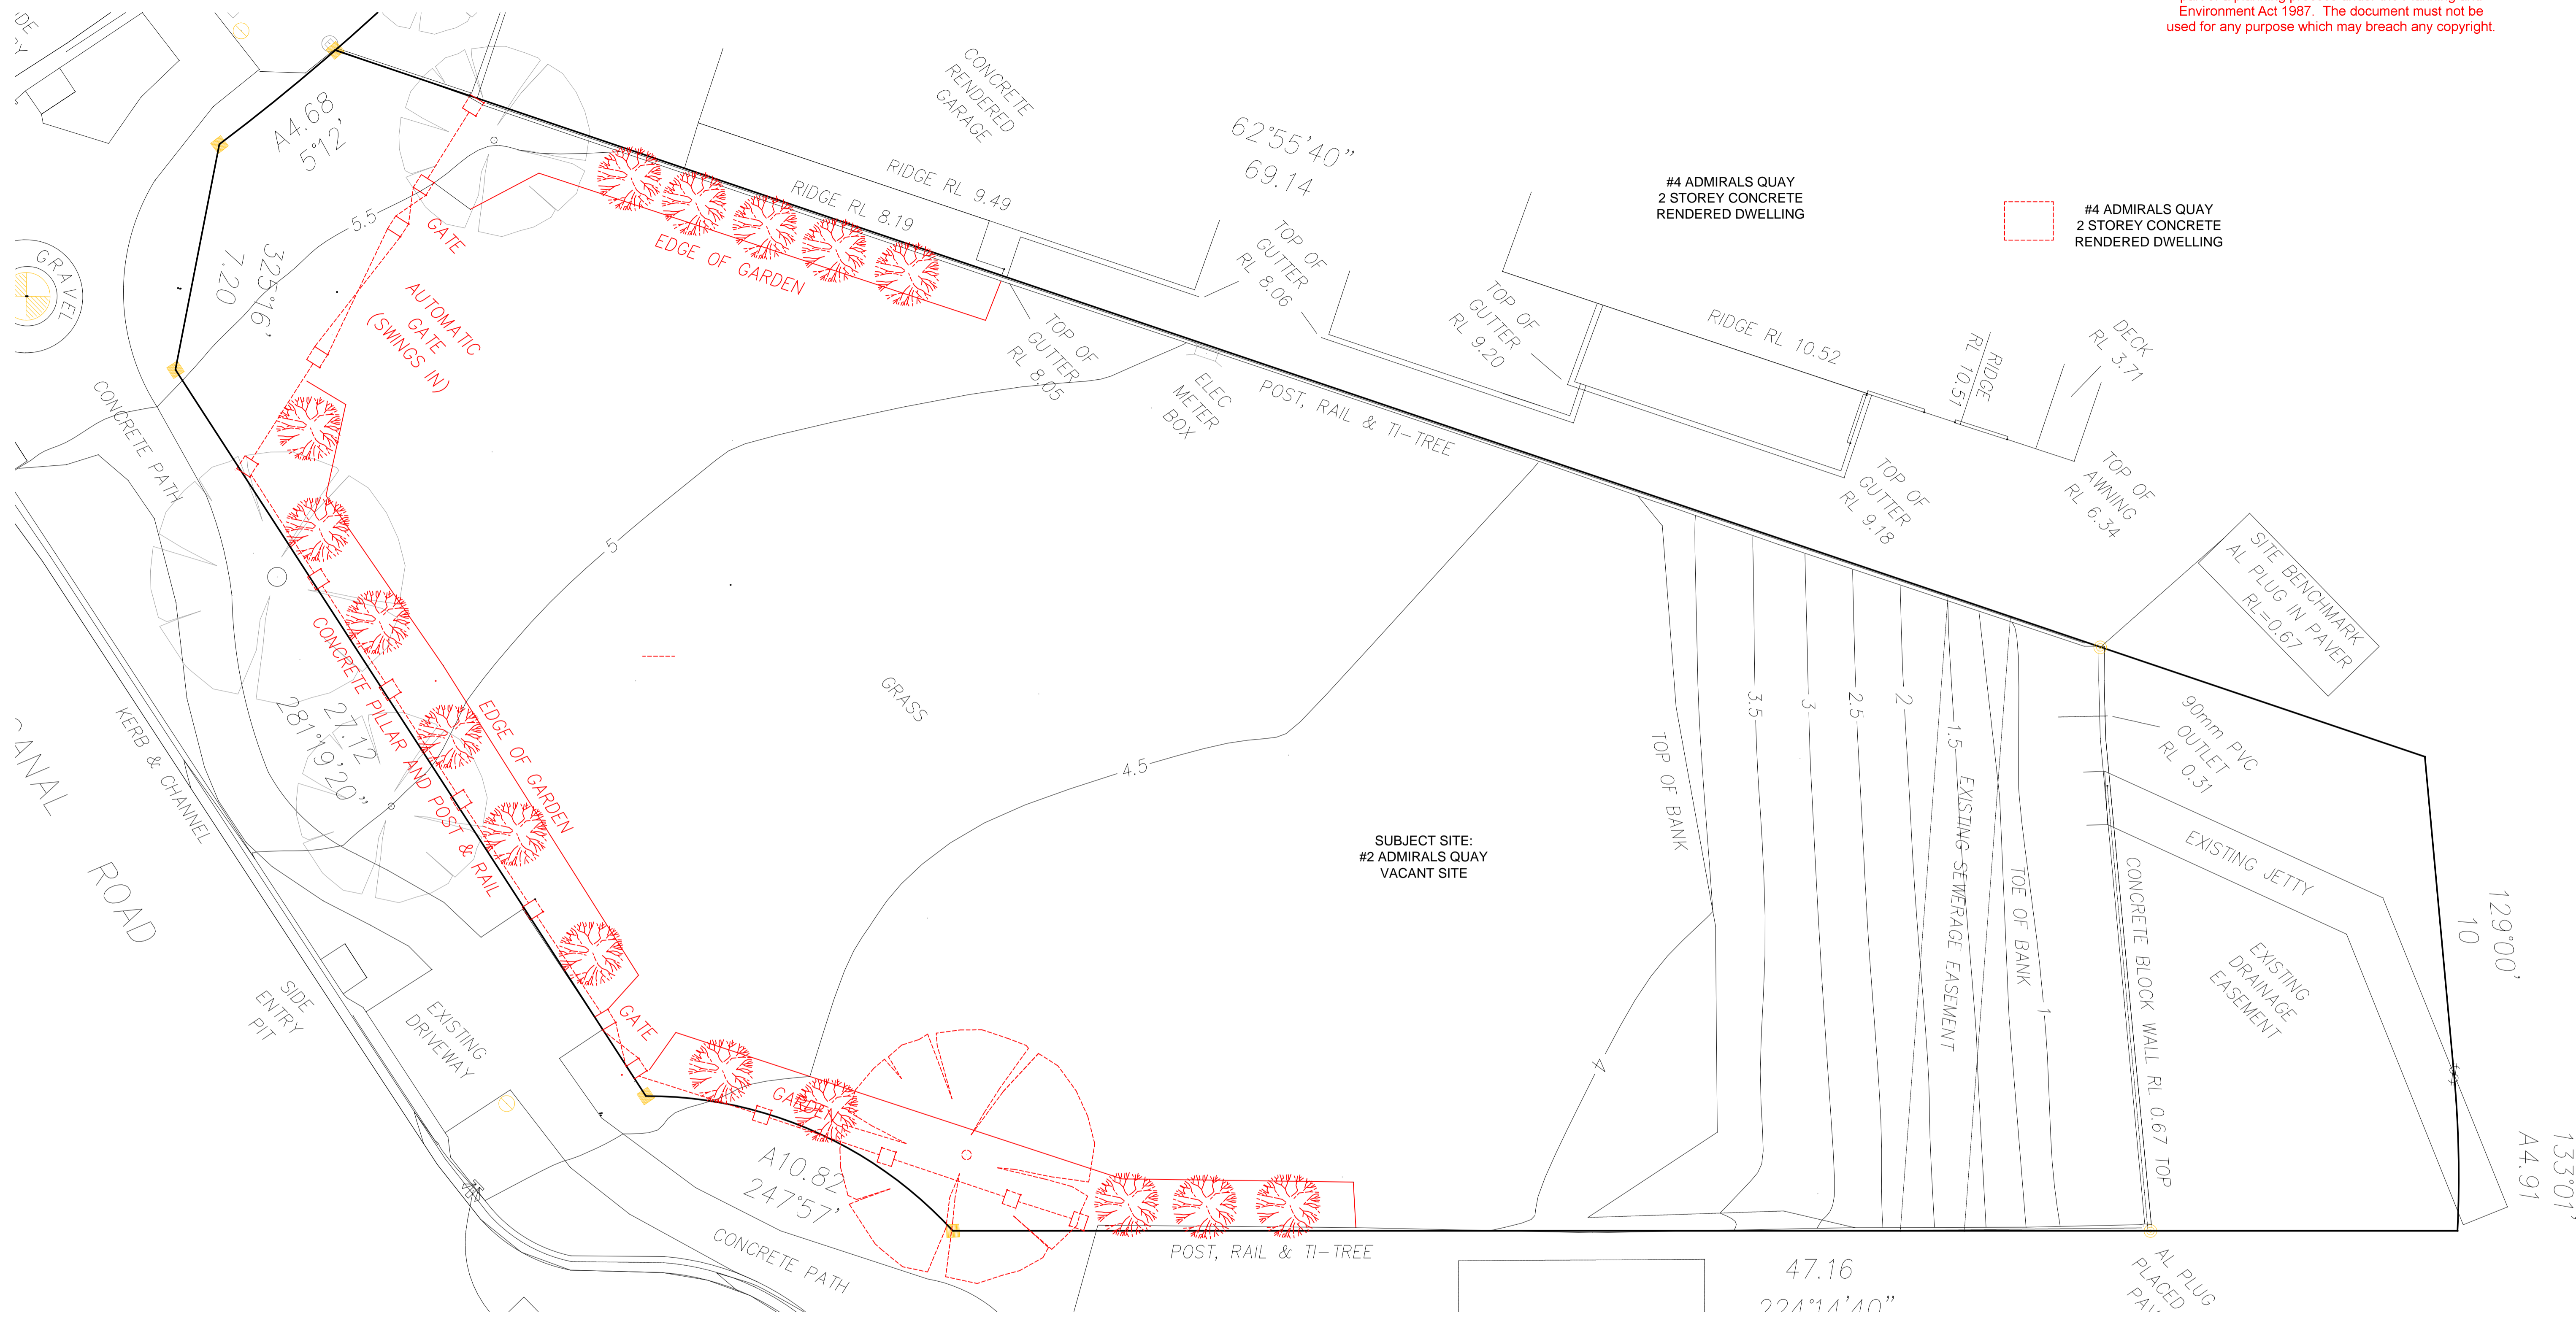 Environment Act 1987. The document must not be
used for any purpose which may breach any copyright.
A4.68
5°12'
CONCRETE
RENDERED
GARAGE
62°55'40"
69.14
RIDGE RL 9.49
RIDGE RL 8.19
#4 ADMIRALS QUAY
2 STOREY CONCRETE
RENDERED DWELLING
#4 ADMIRALS QUAY
2 STOREY CONCRETE
RENDERED DWELLING
GRAVEL
5.5
GATE
EDGE OF GARDEN
325°16'
7.20
AUTOMATIC
GATE
(SWINGS IN)
TOP OF
GUTTER
RL 8.06
TOP OF
GUTTER
RL 8.05
TOP OF
GUTTER
RL 9.20
RIDGE RL 10.52
RIDGE
RL 10.51
DECK
RL 3.71
ELEC
METER
BOX
POST, RAIL & TI-TREE
CONCRETE PATH
TOP OF
GUTTER
RL 9.18
TOP OF
AWNING
RL 6.34
SITE BENCHMARK
AL PLUG IN PAVER
RL=0.67
5
CONCRETE PILLAR AND POST & RAIL
27.12
281°19'20"
EDGE OF GARDEN
GRASS
4.5
KERB & CHANNEL
ROAD
TOP OF BANK
3.5
3
2.5
2
1.5
1
EXISTING SEWERAGE EASEMENT
TOE OF BANK
90mm PVC
OUTLET
RL 0.31
EXISTING JETTY
CONCRETE BLOCK WALL RL 0.67 TOP
129°00'
10
EXISTING
DRAINAGE
EASEMENT
SUBJECT SITE:
#2 ADMIRALS QUAY
VACANT SITE
SIDE
ENTRY
PIT
EXISTING
DRIVEWAY
GATE
GARDEN
4
A10.82
247°57'
CONCRETE PATH
POST, RAIL & TI-TREE
47.16
224°14'40"
133°01'
A4.91
AL PLUG
PLACED